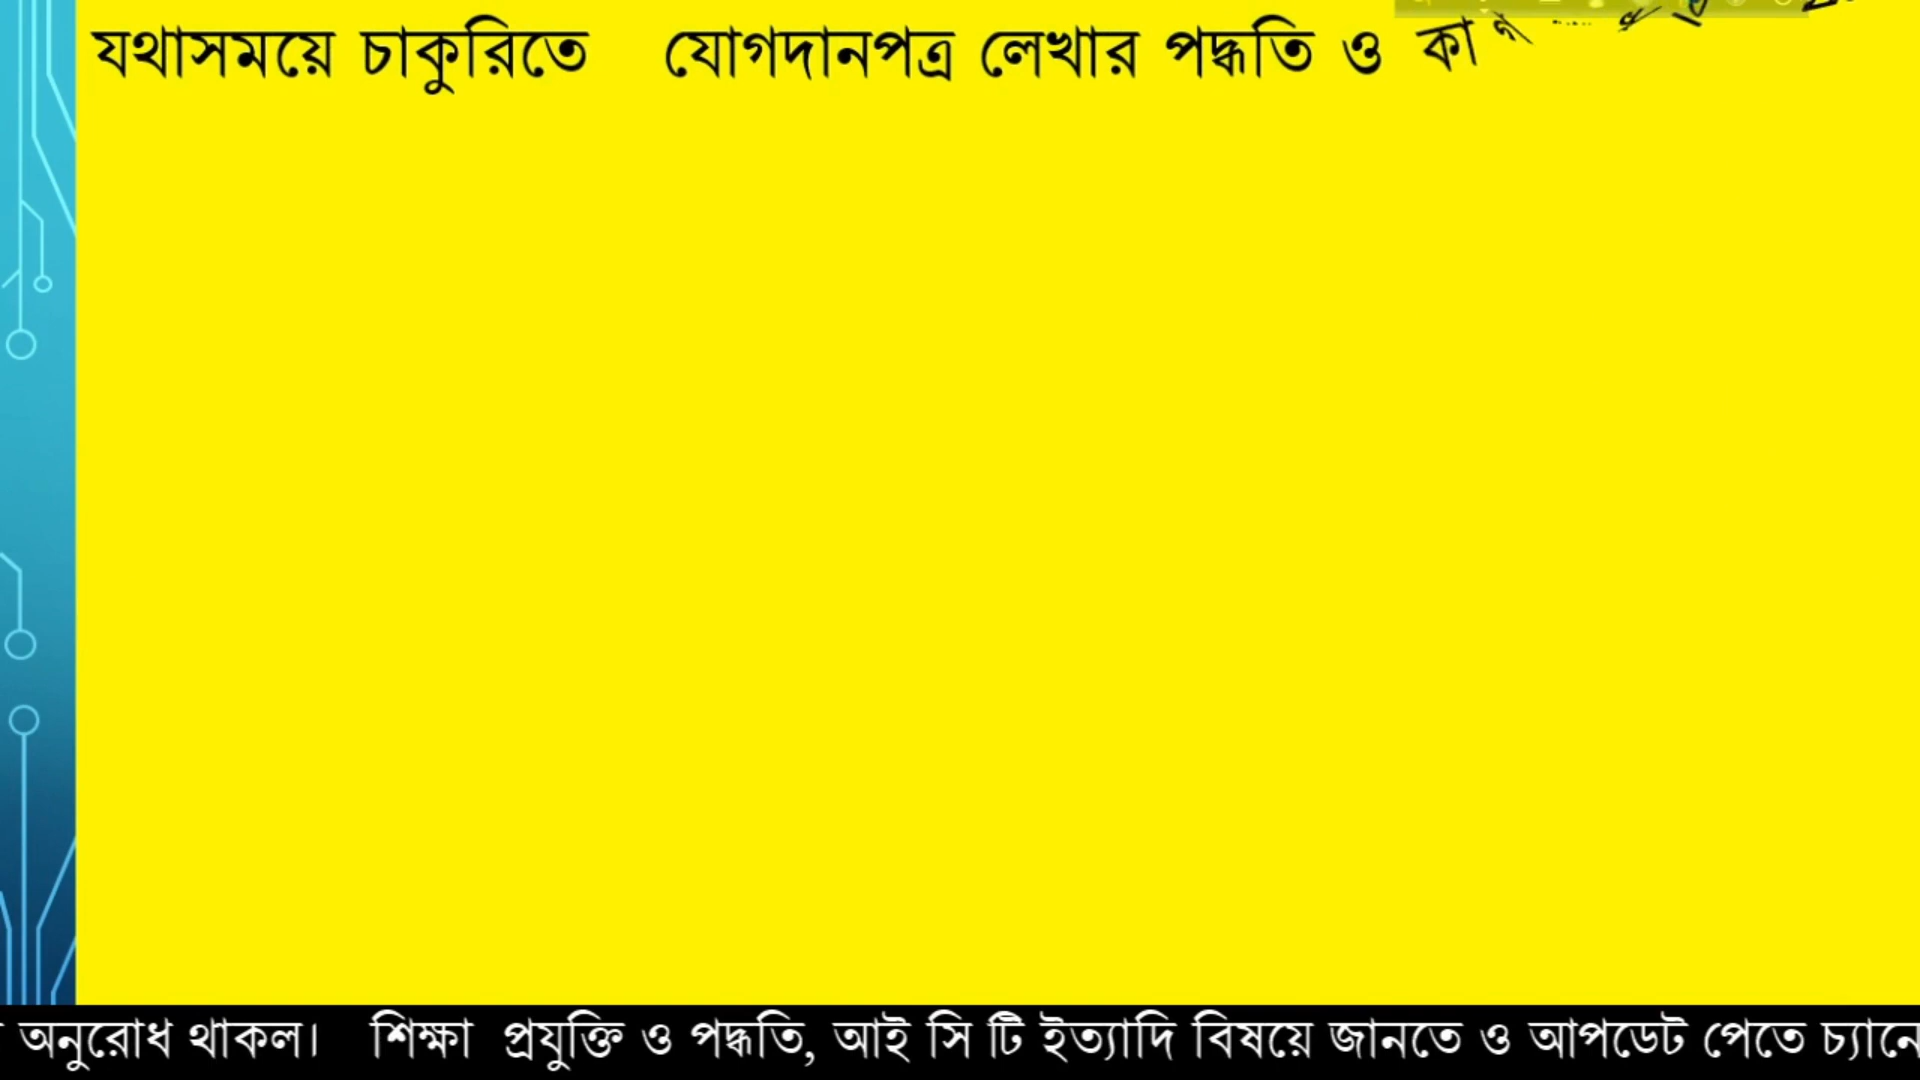 যথাসময়ে চাকুরিতে যোগদানপত্র লেখার পদ্ধতি ও কা
অনুরোধ থাকল। শিক্ষা প্রযুক্তি ও পদ্ধতি, আই সি টি ইত্যাদি বিষয়ে জানতে ও আপডেট পেতে চ্যানে